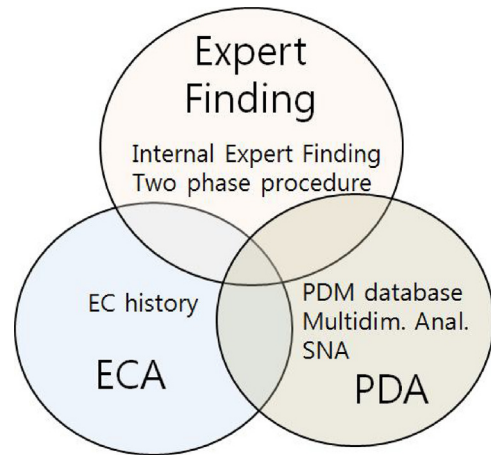 Expert
Finding
Internal Expert Finding
Two phase procedure
EC history
ECA
PDM database
Multidim. Anal.
SNA
PDA